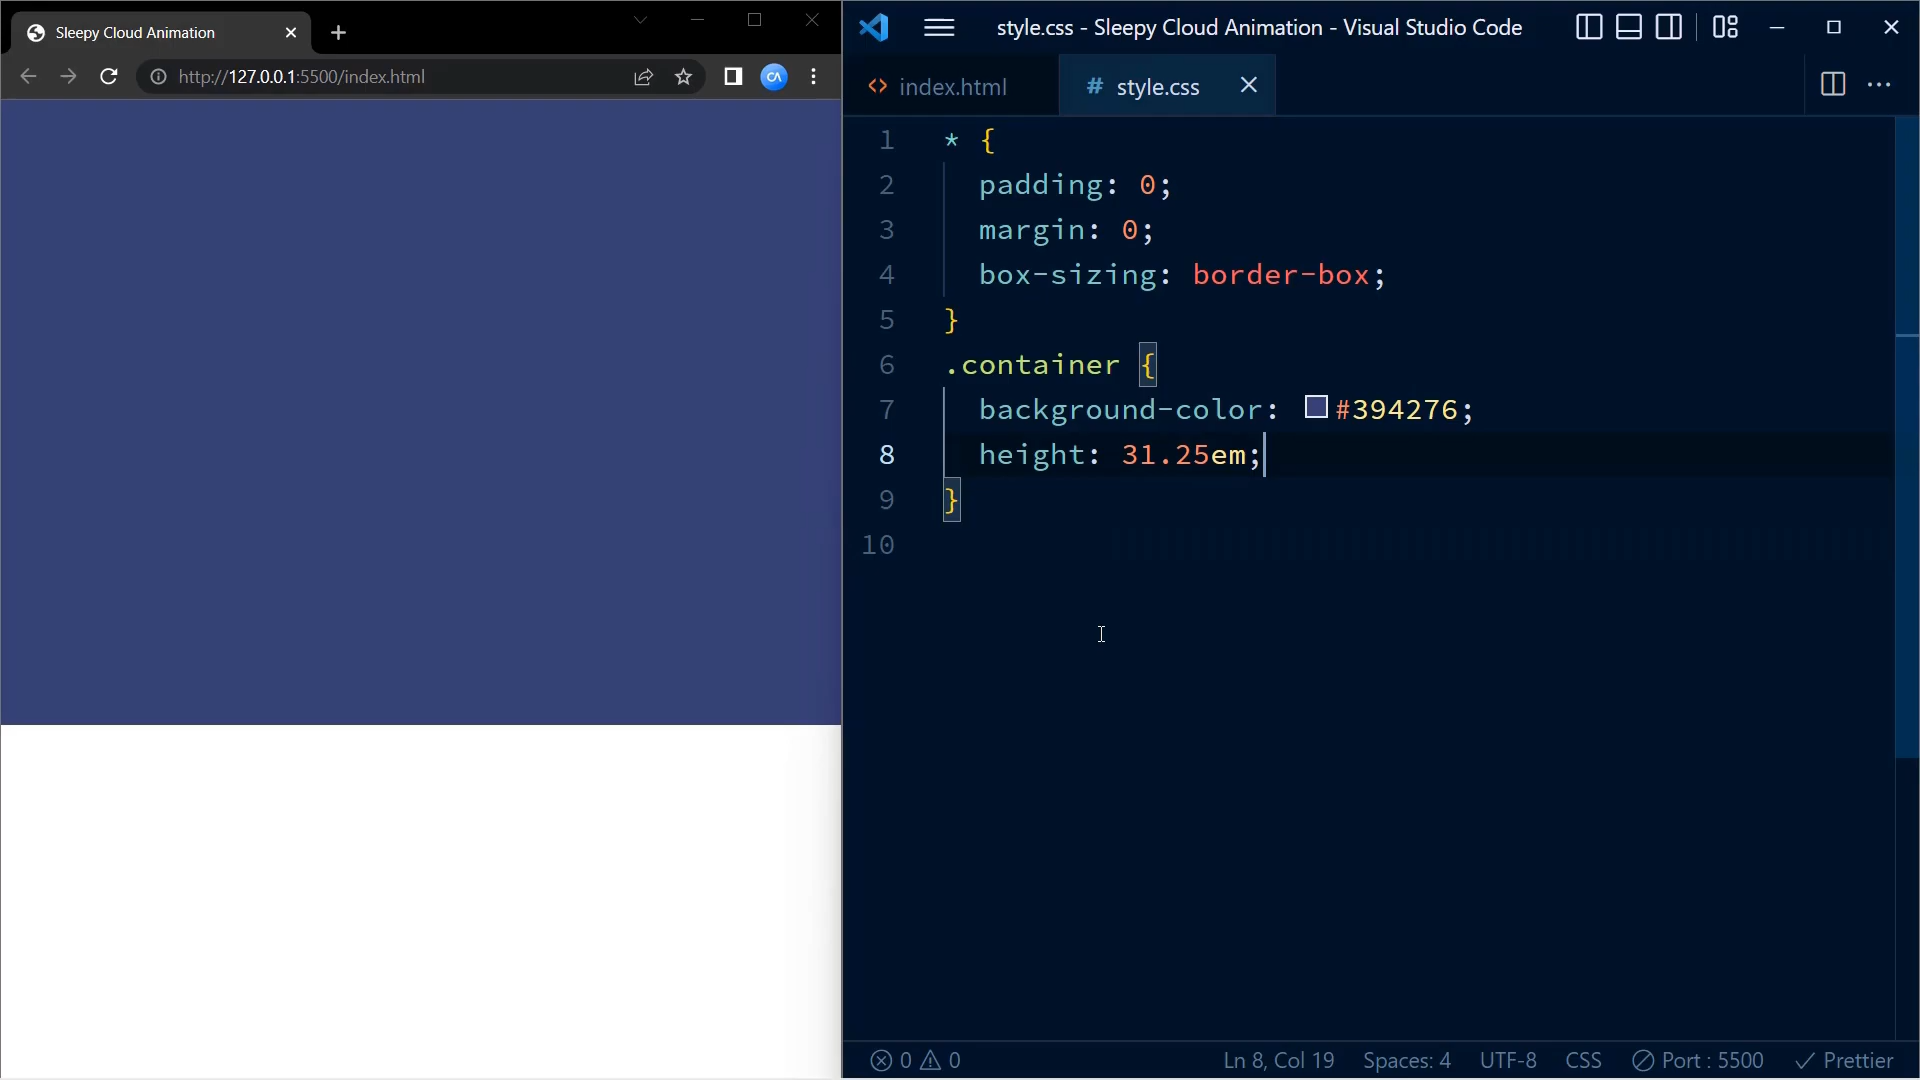 Sleepy Cloud Animation
http://127.0.0.1:5500/index.html
CA
style.css - Sleepy Cloud Animation - Visual Studio Code
index.html
# style.css
1 * {
2 padding: 0;
3 margin: 0;
4 box-sizing: border-box;
5 }
6 .container {
7 background-color: #394276;
8 height: 31.25em;
9 }
10
0 0
Ln 8, Col 19 Spaces: 4 UTF-8 CSS Port : 5500 Prettier